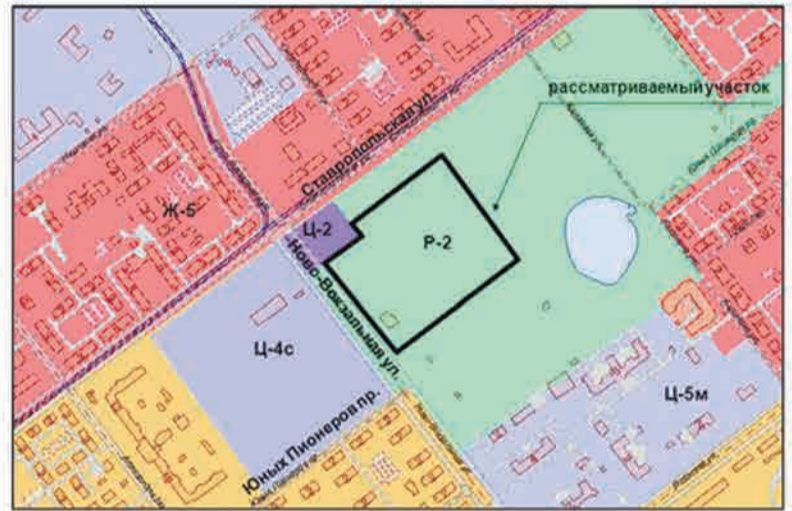 рассматриваемый участок
Ставропольская ул.
Ж-5
Ц-2
Р-2
Ново-Вокзальная ул.
Ц-4с
Ц-5м
Юных Пионеров пр.